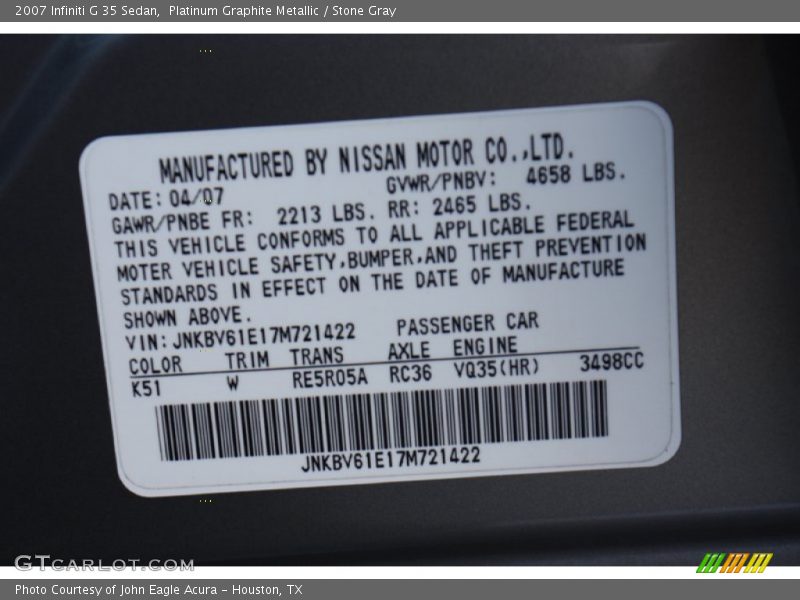 2007 Infiniti G 35 Sedan,  Platinum Graphite Metallic / Stone Gray
MANUFACTURED BY NISSAN MOTOR CO.,LTD.
DATE: 04/07 GVWR/PNBV: 4658 LBS.
GAWR/PNBE FR: 2213 LBS. RR: 2465 LBS.
THIS VEHICLE CONFORMS TO ALL APPLICABLE FEDERAL
MOTER VEHICLE SAFETY,BUMPER,AND THEFT PREVENTION
STANDARDS IN EFFECT ON THE DATE OF MANUFACTURE
SHOWN ABOVE.
VIN: JNKBV61E17M721422 PASSENGER CAR
COLOR TRIM TRANS AXLE ENGINE
K51 W RE5R05A RC36 VQ35(HR) 3498CC
JNKBV61E17M721422
GTCARLOT.COM
Photo Courtesy of John Eagle Acura - Houston, TX